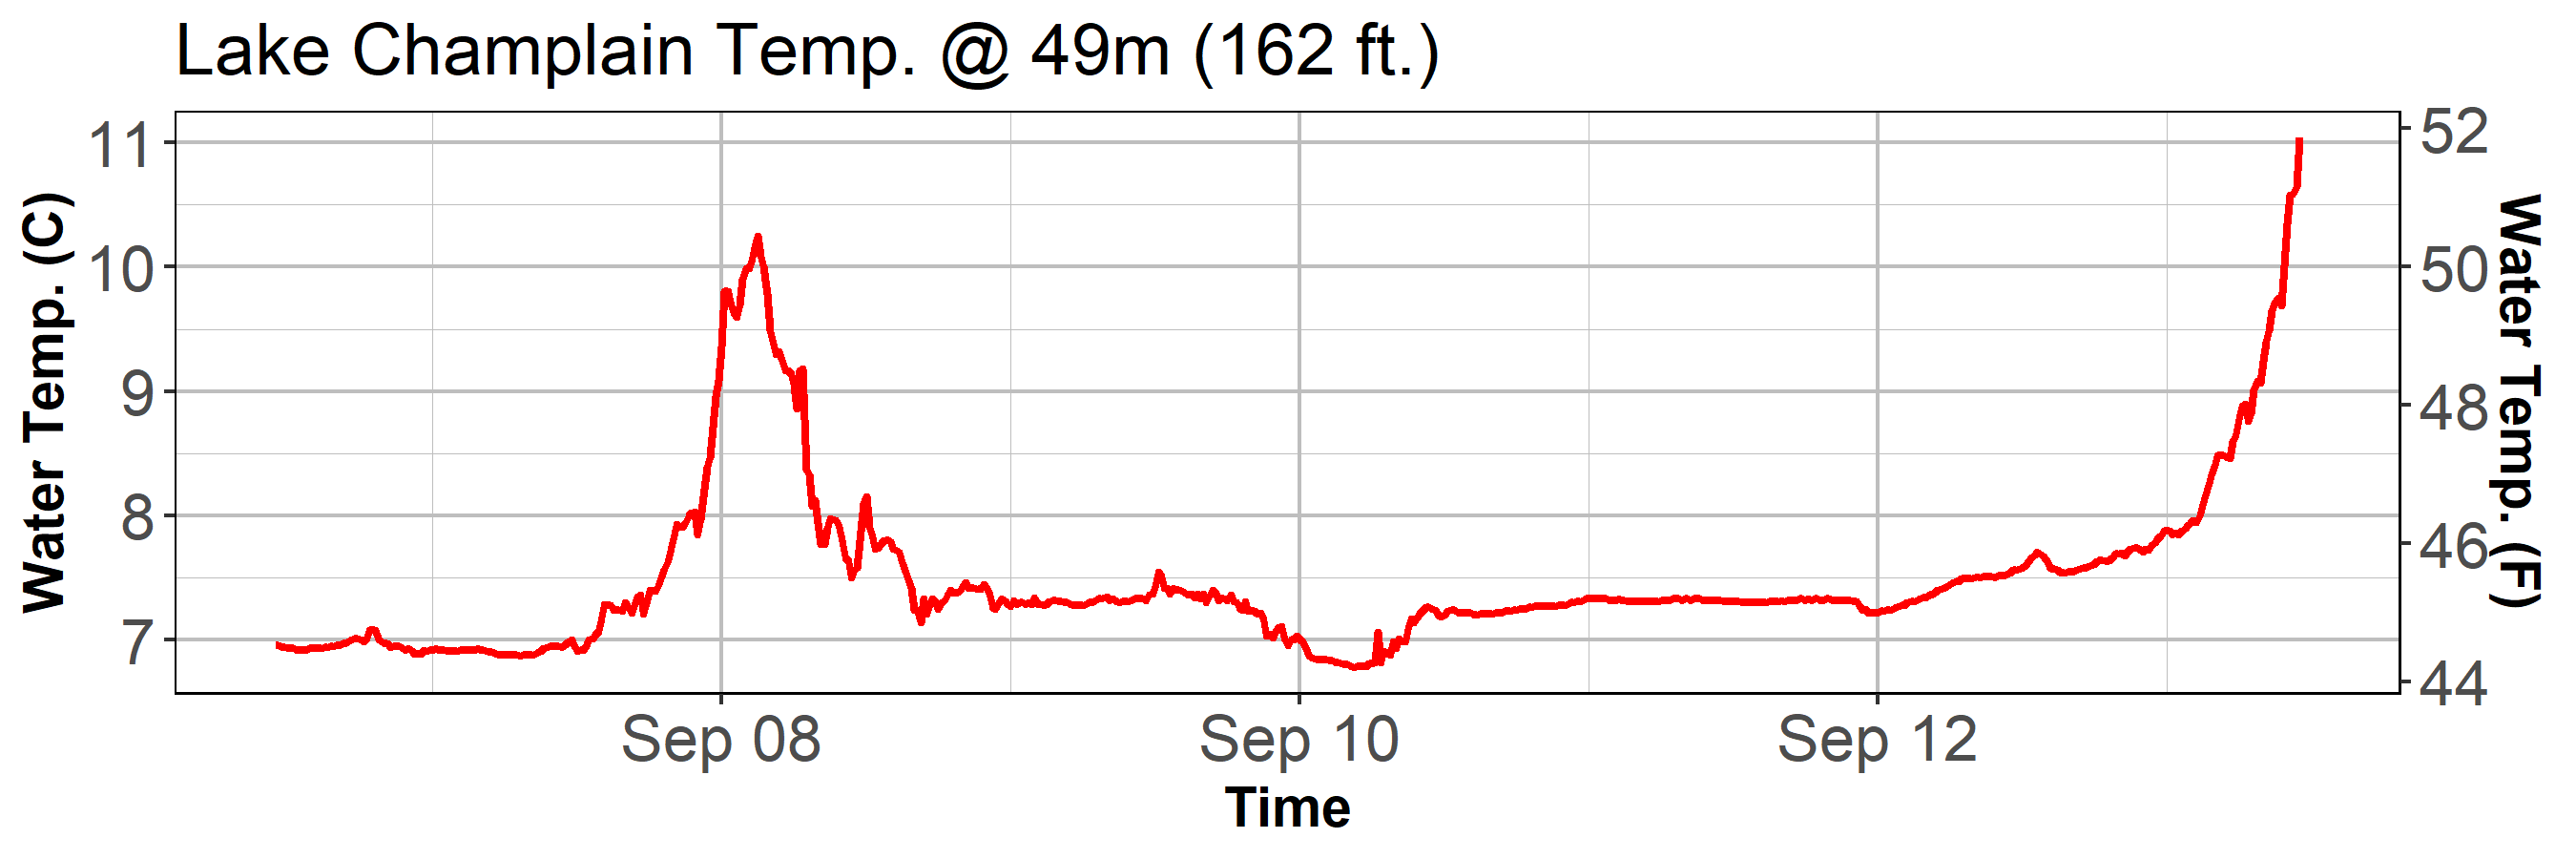 Lake Champlain Temp. @ 49m (162 ft.)
11
10
9
8
7
Water Temp. (C)
52
50
48
46
44
Water Temp. (F)
Sep 08
Sep 10
Sep 12
Time